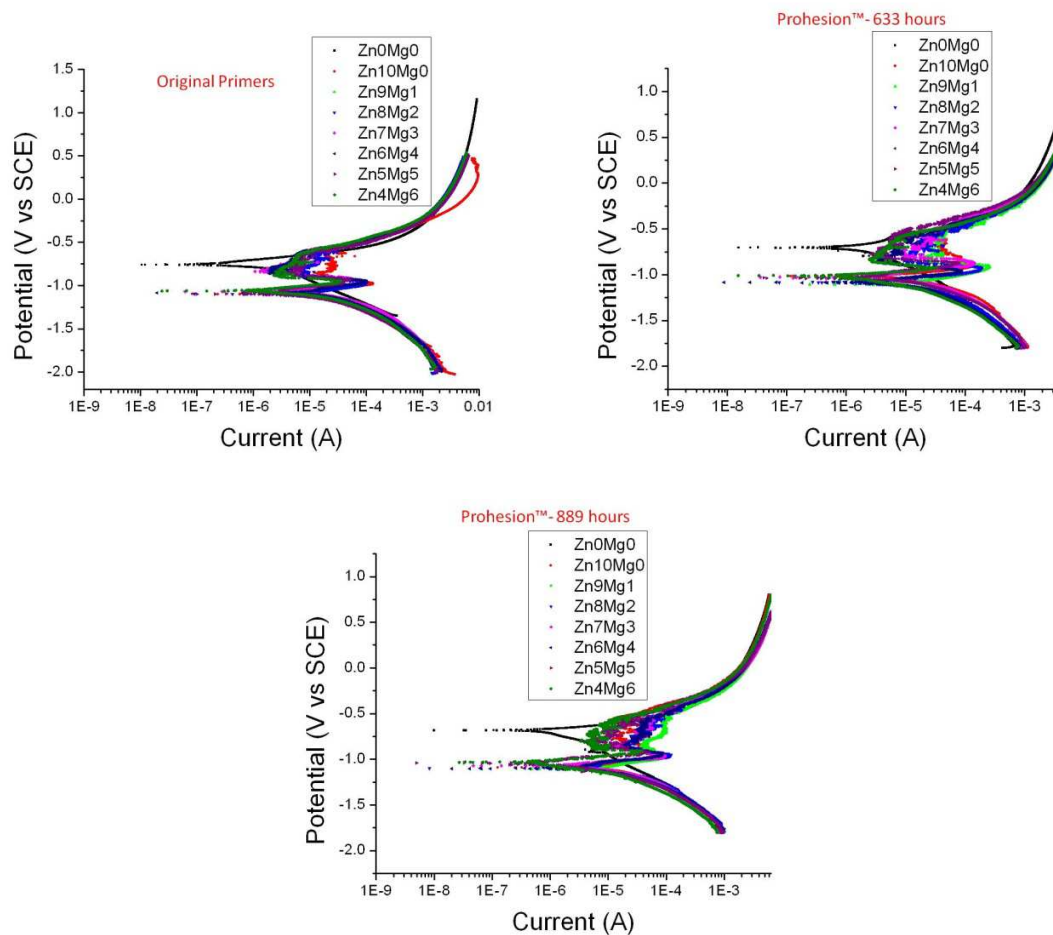 Original Primers
Zn0Mg0
Zn10Mg0
Zn9Mg1
Zn8Mg2
Zn7Mg3
Zn6Mg4
Zn5Mg5
Zn4Mg6
Potential (V vs SCE)
1.5
1.0
0.5
0.0
-0.5
-1.0
-1.5
-2.0
1E-9 1E-8 1E-7 1E-6 1E-5 1E-4 1E-3 0.01
Current (A)
Prohesion™- 633 hours
Zn0Mg0
Zn10Mg0
Zn9Mg1
Zn8Mg2
Zn7Mg3
Zn6Mg4
Zn5Mg5
Zn4Mg6
Potential (V vs SCE)
1.0
0.5
0.0
-0.5
-1.0
-1.5
-2.0
1E-9 1E-8 1E-7 1E-6 1E-5 1E-4 1E-3
Current (A)
Prohesion™- 889 hours
Zn0Mg0
Zn10Mg0
Zn9Mg1
Zn8Mg2
Zn7Mg3
Zn6Mg4
Zn5Mg5
Zn4Mg6
Potential (V vs SCE)
1.0
0.5
0.0
-0.5
-1.0
-1.5
-2.0
1E-9 1E-8 1E-7 1E-6 1E-5 1E-4 1E-3
Current (A)